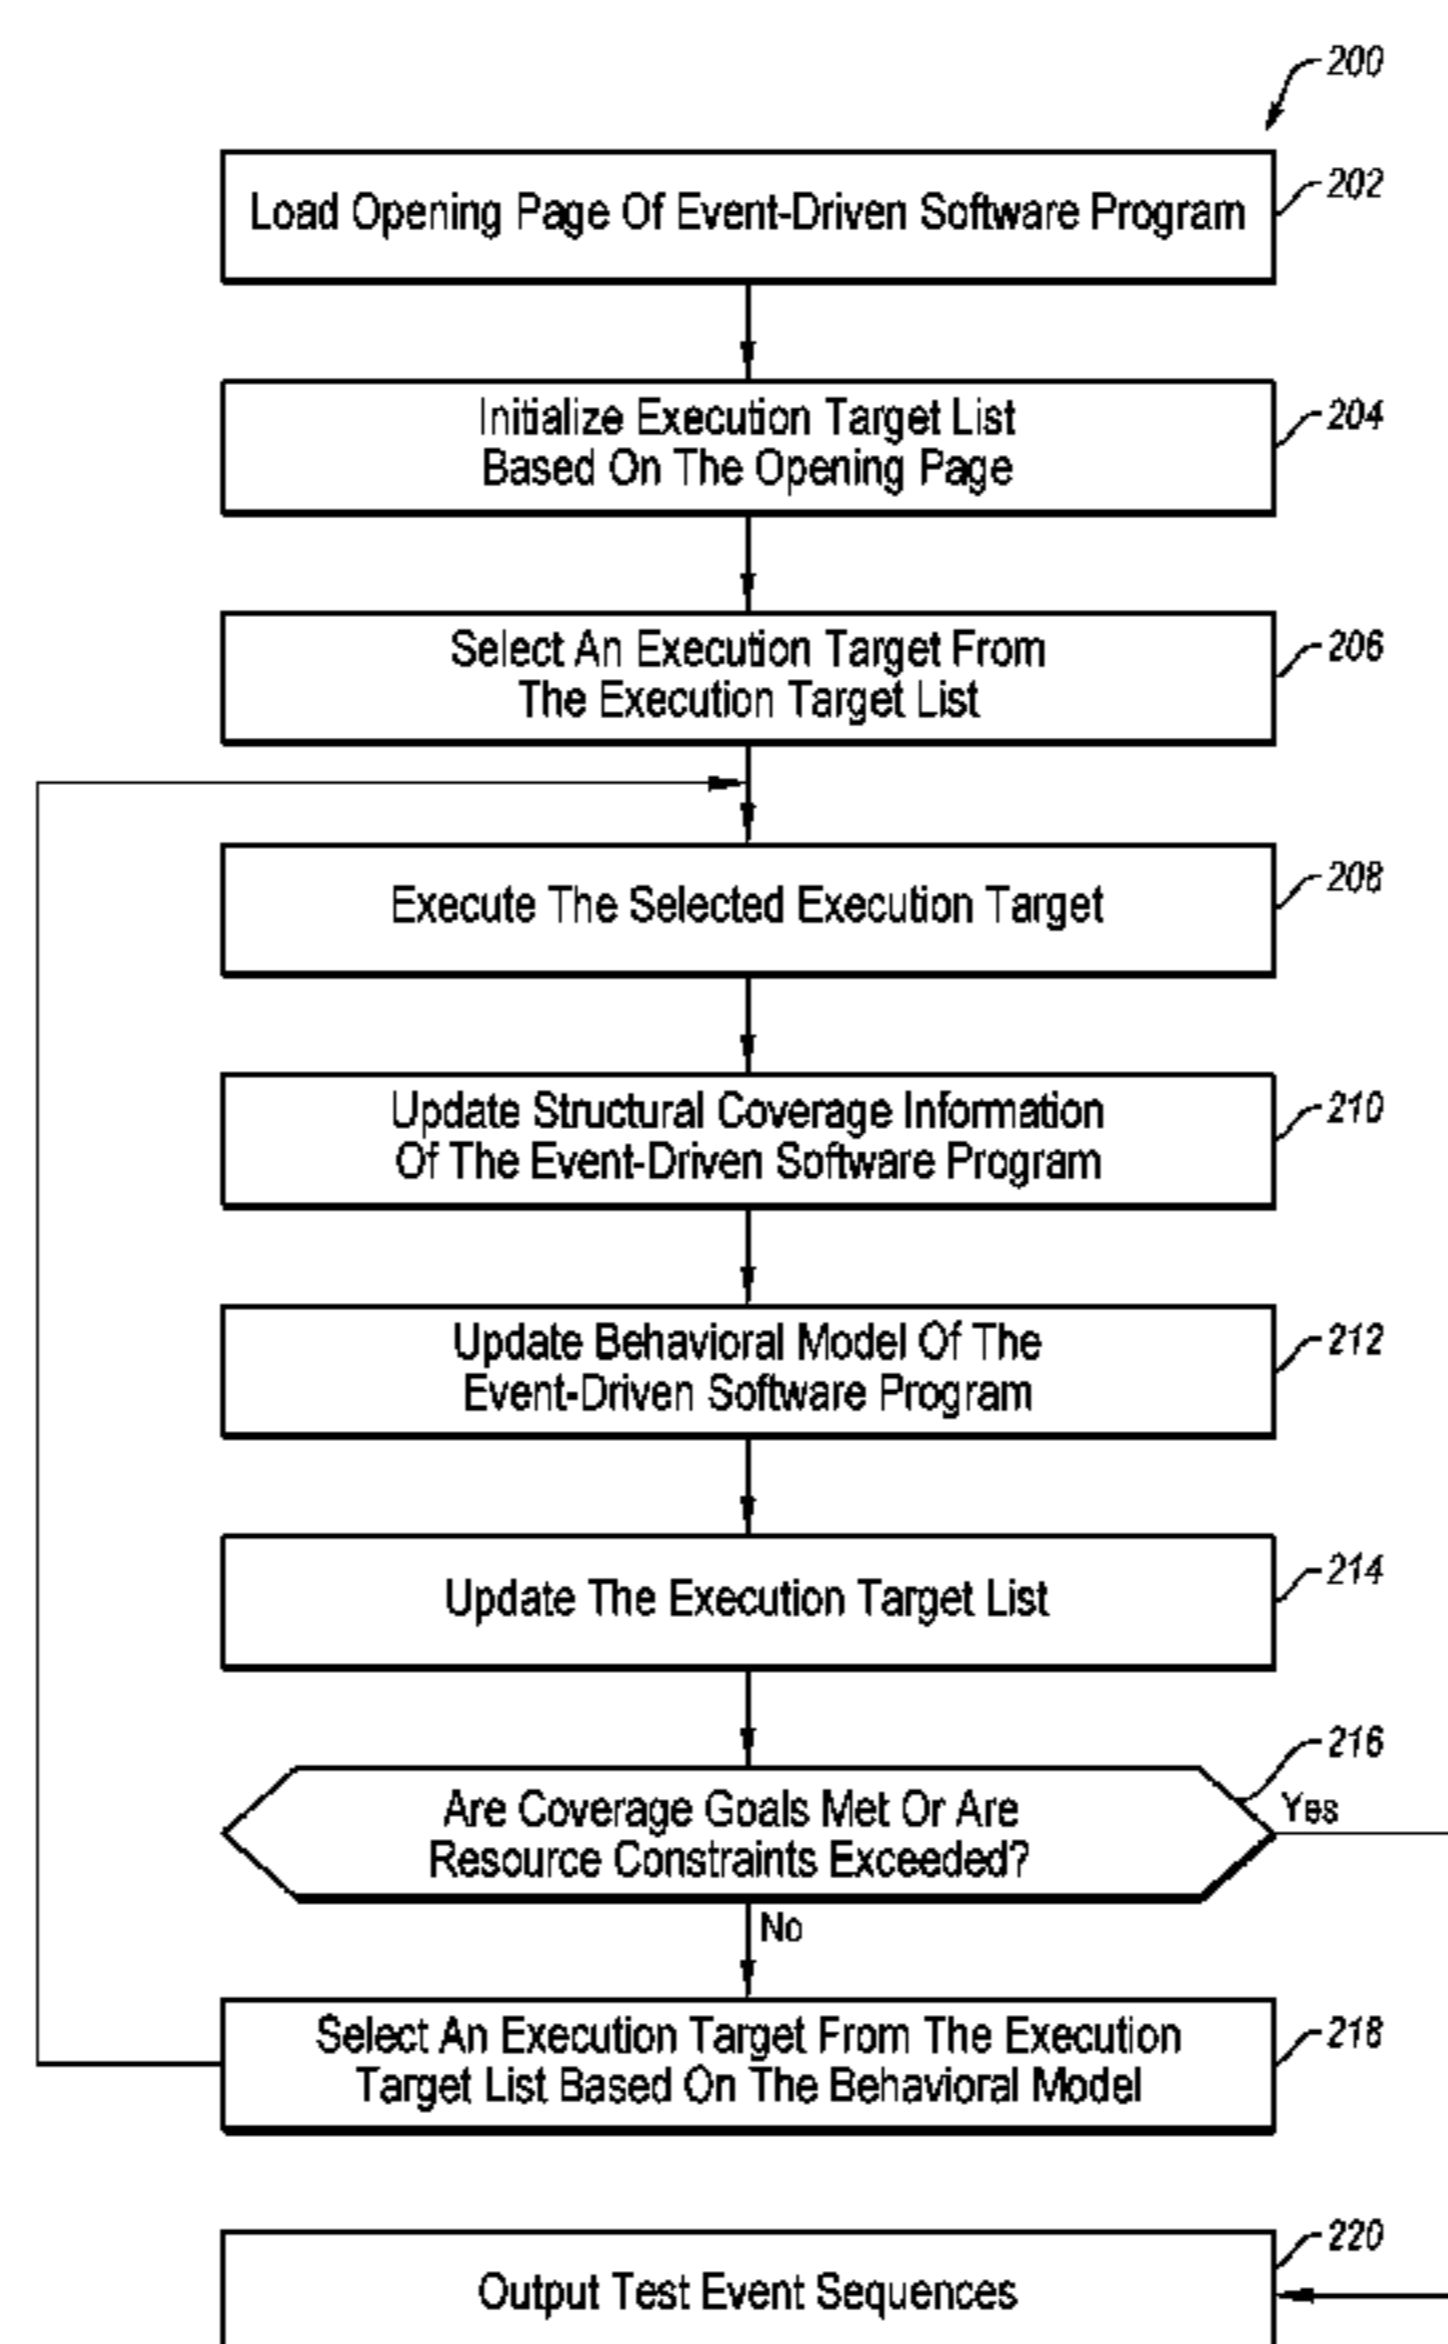 200
Load Opening Page Of Event-Driven Software Program
202
Initialize Execution Target List
Based On The Opening Page
204
Select An Execution Target From
The Execution Target List
206
Execute The Selected Execution Target
208
Update Structural Coverage Information
Of The Event-Driven Software Program
210
Update Behavioral Model Of The
Event-Driven Software Program
212
Update The Execution Target List
214
216
Are Coverage Goals Met Or Are
Resource Constraints Exceeded?
Yes
No
Select An Execution Target From The Execution
Target List Based On The Behavioral Model
218
220
Output Test Event Sequences